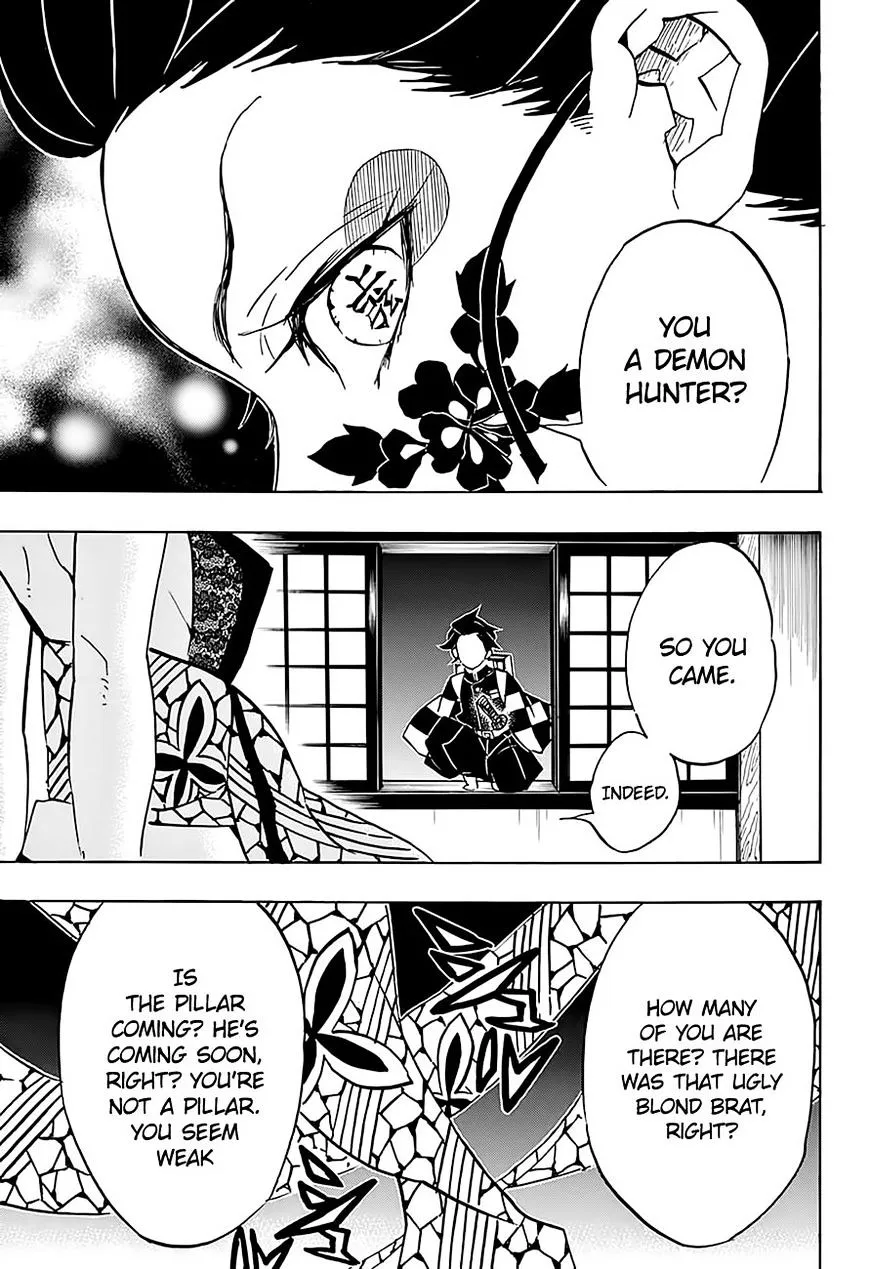 YOU
A DEMON
HUNTER?
SO YOU
CAME.
INDEED.
HOW MANY
OF YOU ARE
THERE? THERE
WAS THAT UGLY
BLOND BRAT,
RIGHT?
IS
THE PILLAR
COMING? HE'S
COMING SOON,
RIGHT? YOU'RE
NOT A PILLAR.
YOU SEEM
WEAK